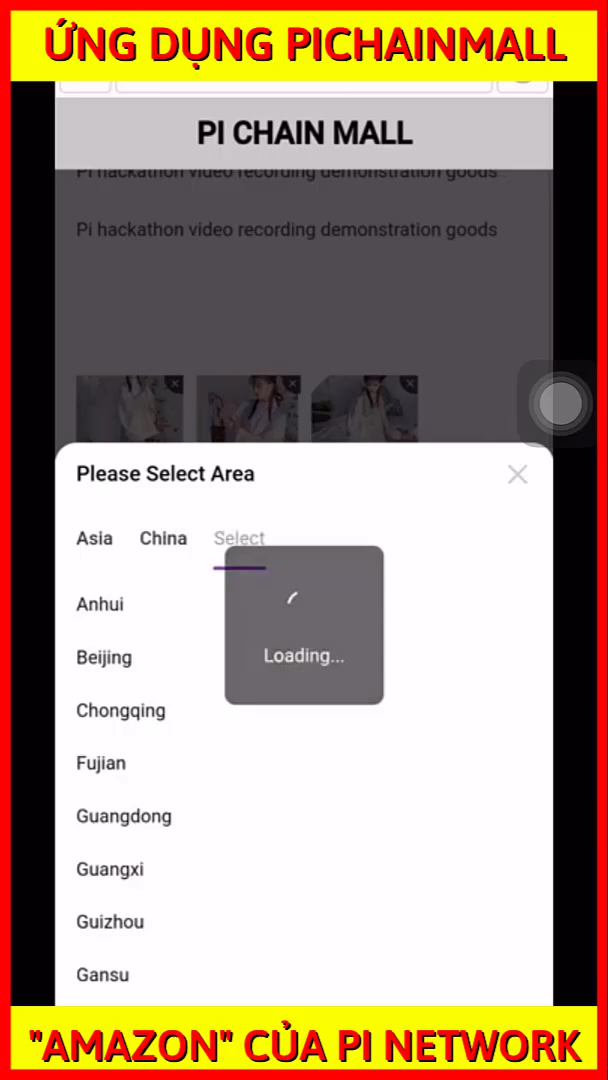 ỨNG DỤNG PICHAINMALL
PI CHAIN MALL
Pi hackathon video recording demonstration goods
Pi hackathon video recording demonstration goods
Please Select Area
Asia China Select
Loading...
Anhui
Beijing
Chongqing
Fujian
Guangdong
Guangxi
Guizhou
Gansu
"AMAZON" CỦA PI NETWORK